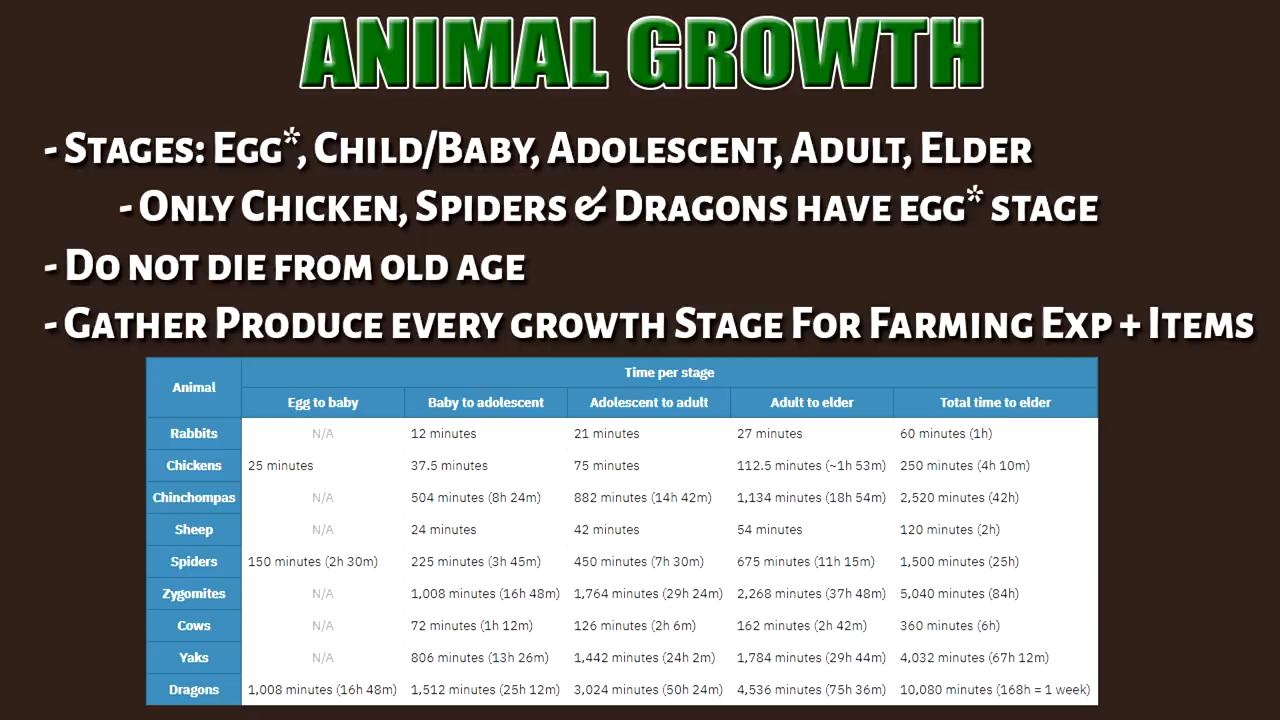 ANIMAL GROWTH
- Stages: Egg*, Child/Baby, Adolescent, Adult, Elder
- Only Chicken, Spiders & Dragons have egg* stage
- Do not die from old age
- Gather Produce every growth Stage For Farming Exp + Items
Animal Time per stage
Egg to baby Baby to adolescent Adolescent to adult Adult to elder Total time to elder
Rabbits N/A 12 minutes 21 minutes 27 minutes 60 minutes (1h)
Chickens 25 minutes 37.5 minutes 75 minutes 112.5 minutes (~1h 53m) 250 minutes (4h 10m)
Chinchompas N/A 504 minutes (8h 24m) 882 minutes (14h 42m) 1,134 minutes (18h 54m) 2,520 minutes (42h)
Sheep N/A 24 minutes 42 minutes 54 minutes 120 minutes (2h)
Spiders 150 minutes (2h 30m) 225 minutes (3h 45m) 450 minutes (7h 30m) 675 minutes (11h 15m) 1,500 minutes (25h)
Zygomites N/A 1,008 minutes (16h 48m) 1,764 minutes (29h 24m) 2,268 minutes (37h 48m) 5,040 minutes (84h)
Cows N/A 72 minutes (1h 12m) 126 minutes (2h 6m) 162 minutes (2h 42m) 360 minutes (6h)
Yaks N/A 806 minutes (13h 26m) 1,442 minutes (24h 2m) 1,784 minutes (29h 44m) 4,032 minutes (67h 12m)
Dragons 1,008 minutes (16h 48m) 1,512 minutes (25h 12m) 3,024 minutes (50h 24m) 4,536 minutes (75h 36m) 10,080 minutes (168h = 1 week)